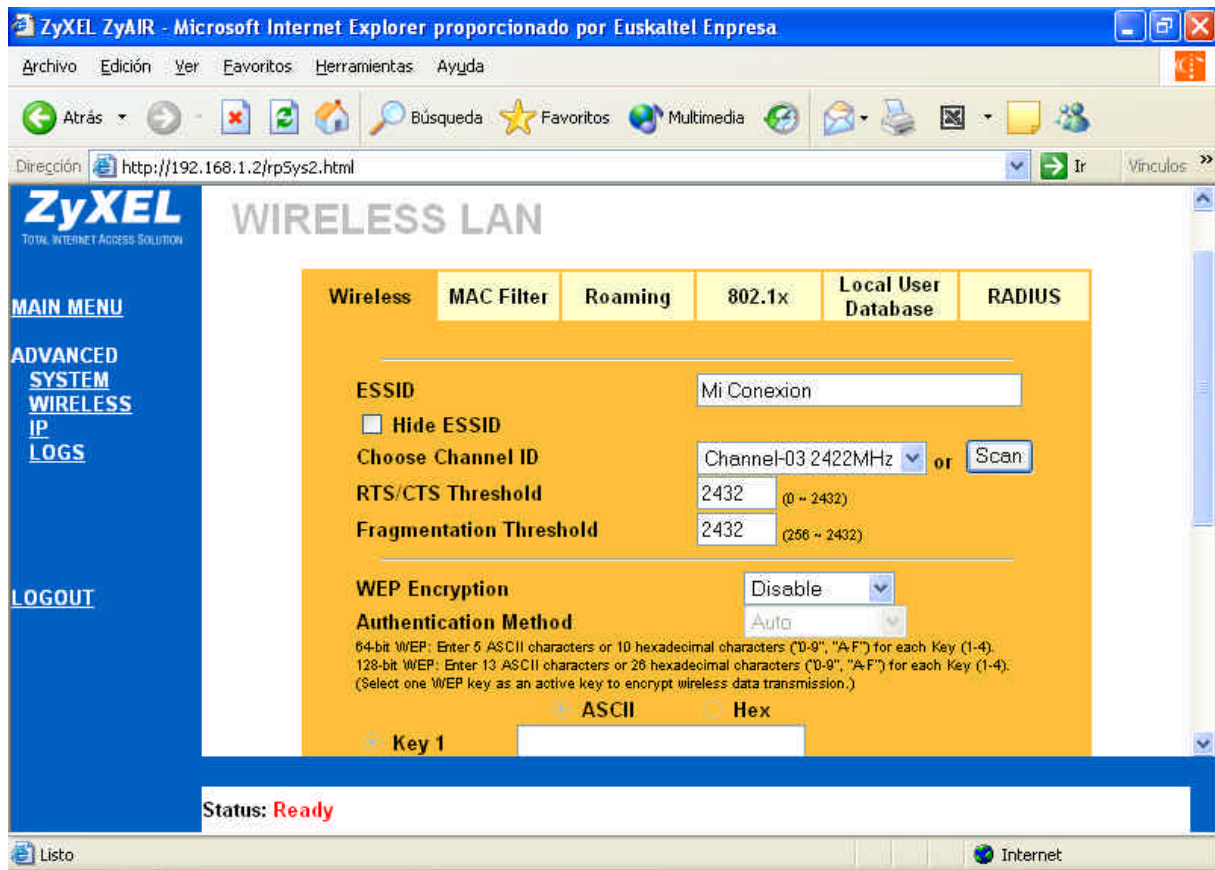 ZyXEL ZyAIR - Microsoft Internet Explorer proporcionado por Euskaltel Enpresa
Archivo Edición Ver Favoritos Herramientas Ayuda
Atrás Búsqueda Favoritos Multimedia
Dirección http://192.168.1.2/rpSys2.html Ir Vínculos »
ZyXEL
TOTAL INTERNET ACCESS SOLUTION
MAIN MENU
ADVANCED
SYSTEM
WIRELESS
IP
LOGS
LOGOUT
WIRELESS LAN
Wireless MAC Filter Roaming 802.1x Local User Database RADIUS
ESSID Mi Conexion
Hide ESSID
Choose Channel ID Channel-03 2422MHz or Scan
RTS/CTS Threshold 2432 (0 ~ 2432)
Fragmentation Threshold 2432 (256 ~ 2432)
WEP Encryption Disable
Authentication Method Auto
64-bit WEP: Enter 5 ASCII characters or 10 hexadecimal characters ("0-9", "A-F") for each Key (1-4).
128-bit WEP: Enter 13 ASCII characters or 26 hexadecimal characters ("0-9", "A-F") for each Key (1-4).
(Select one WEP key as an active key to encrypt wireless data transmission.)
ASCII Hex
Key 1
Status: Ready
Listo Internet